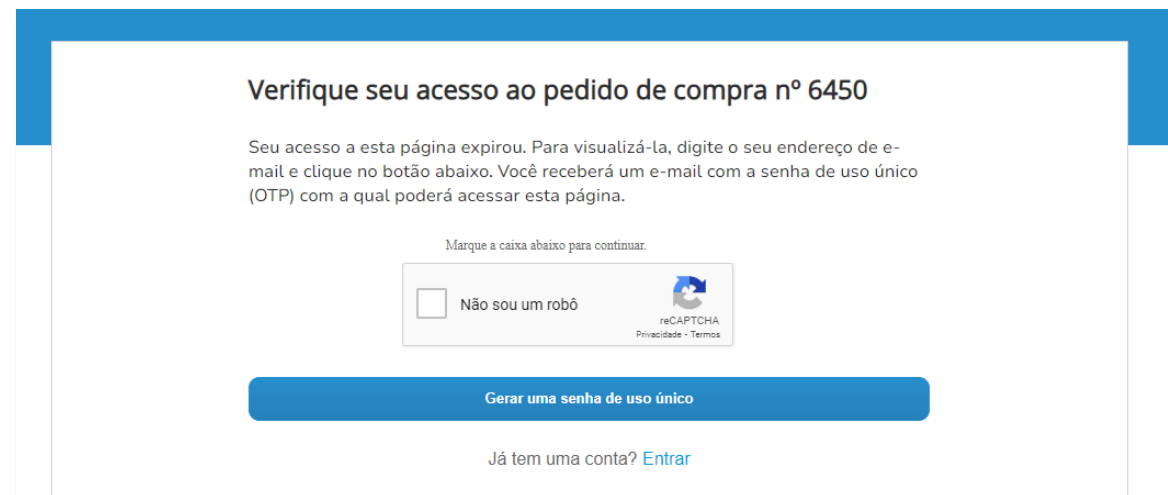 Verifique seu acesso ao pedido de compra nº 6450
Seu acesso a esta página expirou. Para visualizá-la, digite o seu endereço de e-
mail e clique no botão abaixo. Você receberá um e-mail com a senha de uso único
(OTP) com a qual poderá acessar esta página.
Marque a caixa abaixo para continuar.
Não sou um robô
reCAPTCHA
Privacidade - Termos
Gerar uma senha de uso único
Já tem uma conta? Entrar